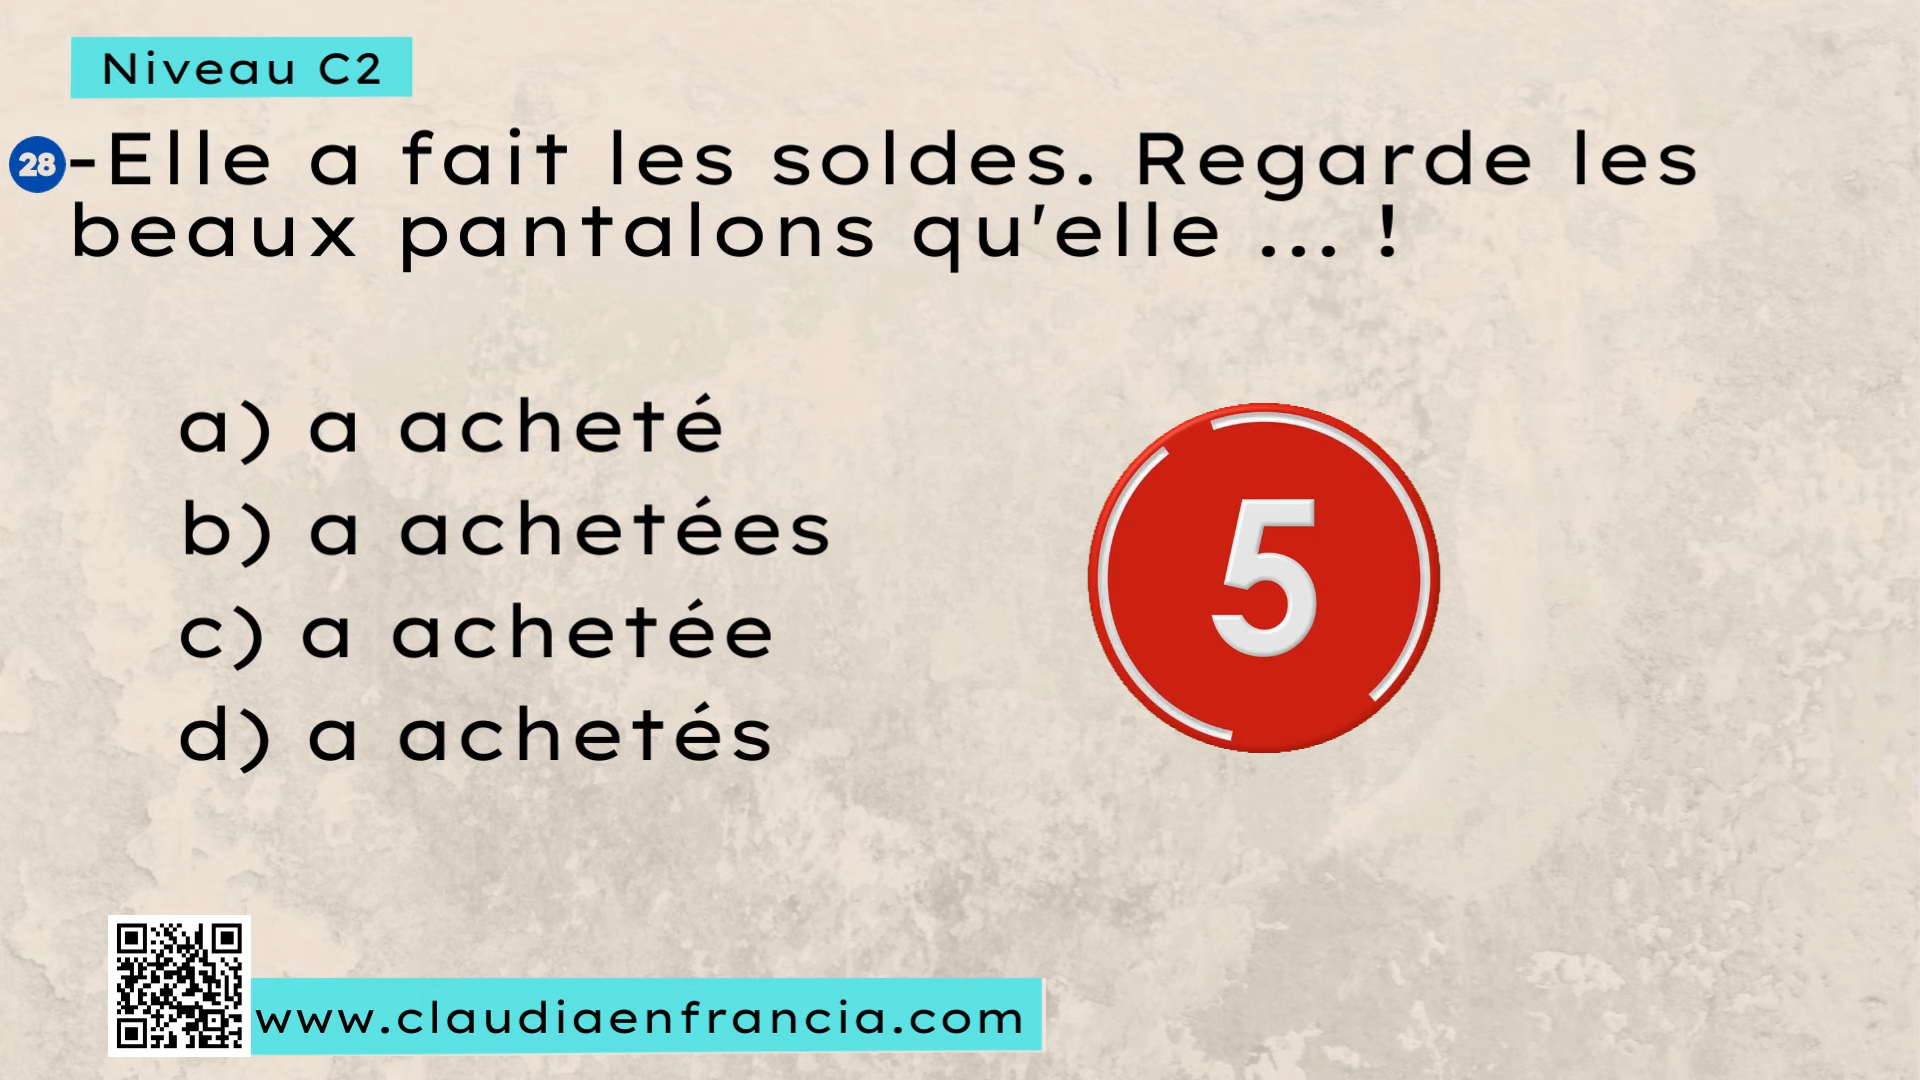 Niveau C2
28 -Elle a fait les soldes. Regarde les
beaux pantalons qu'elle ... !
a) a acheté
b) a achetées
c) a achetée
d) a achetés
5
www.claudiaenfrancia.com